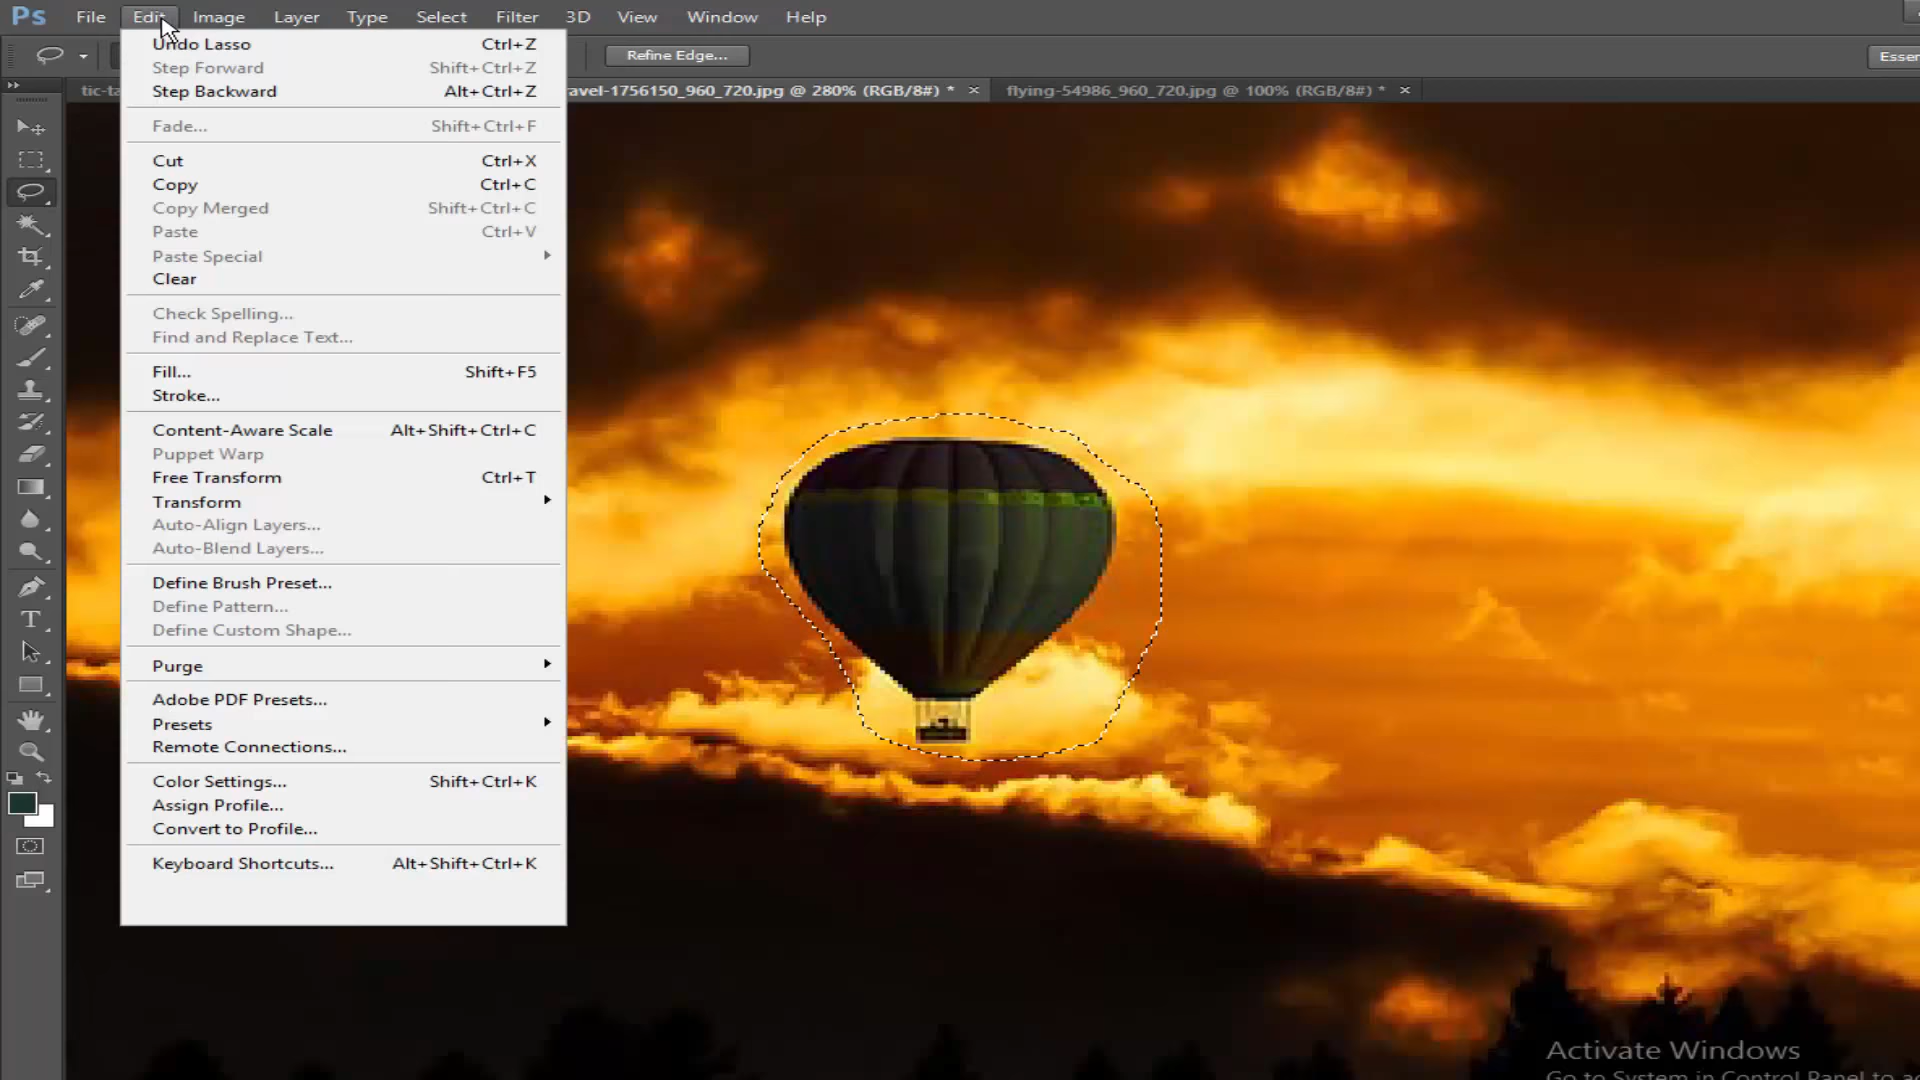 Ps File Edit Image Layer Type Select Filter 3D View Window Help
Refine Edge...
tic-ta
ravel-1756150_960_720.jpg @ 280% (RGB/8#) * ×
flying-54986_960_720.jpg @ 100% (RGB/8#) * ×
Undo Lasso Ctrl+Z
Step Forward Shift+Ctrl+Z
Step Backward Alt+Ctrl+Z
Fade... Shift+Ctrl+F
Cut Ctrl+X
Copy Ctrl+C
Copy Merged Shift+Ctrl+C
Paste Ctrl+V
Paste Special
Clear
Check Spelling...
Find and Replace Text...
Fill... Shift+F5
Stroke...
Content-Aware Scale Alt+Shift+Ctrl+C
Puppet Warp
Free Transform Ctrl+T
Transform
Auto-Align Layers...
Auto-Blend Layers...
Define Brush Preset...
Define Pattern...
Define Custom Shape...
Purge
Adobe PDF Presets...
Presets
Remote Connections...
Color Settings... Shift+Ctrl+K
Assign Profile...
Convert to Profile...
Keyboard Shortcuts... Alt+Shift+Ctrl+K
Activate Windows
Go to System in Control Panel to